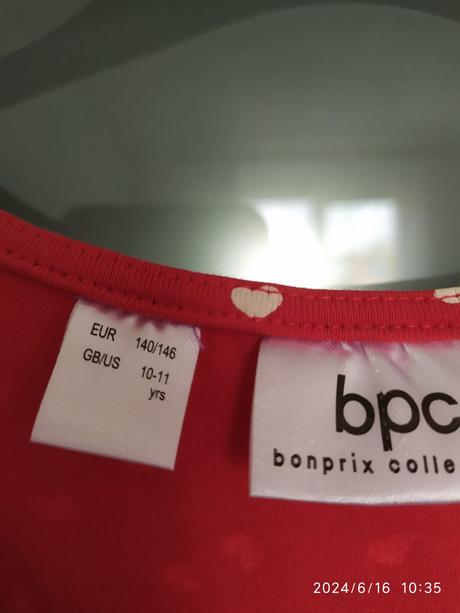 EUR 140/146
GB/US 10-11
yrs
bpc
bonprix colle
2024/6/16 10:35